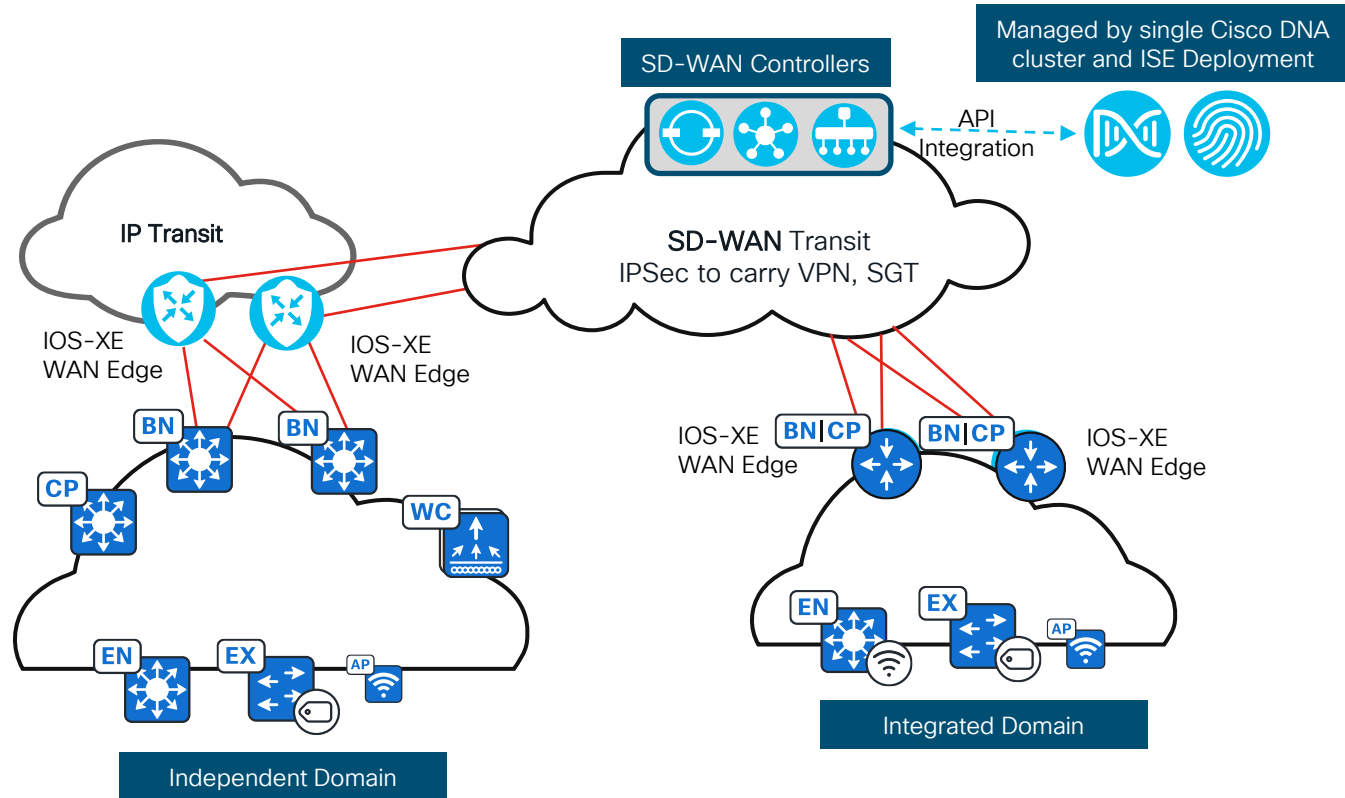 Managed by single Cisco DNA
cluster and ISE Deployment
SD-WAN Controllers
API
Integration
IP Transit
SD-WAN Transit
IPSec to carry VPN, SGT
IOS-XE
WAN Edge
IOS-XE
WAN Edge
BN
BN
CP
WC
EN
EX
AP
Independent Domain
IOS-XE
WAN Edge
BN|CP
BN|CP
IOS-XE
WAN Edge
EN
EX
AP
Integrated Domain